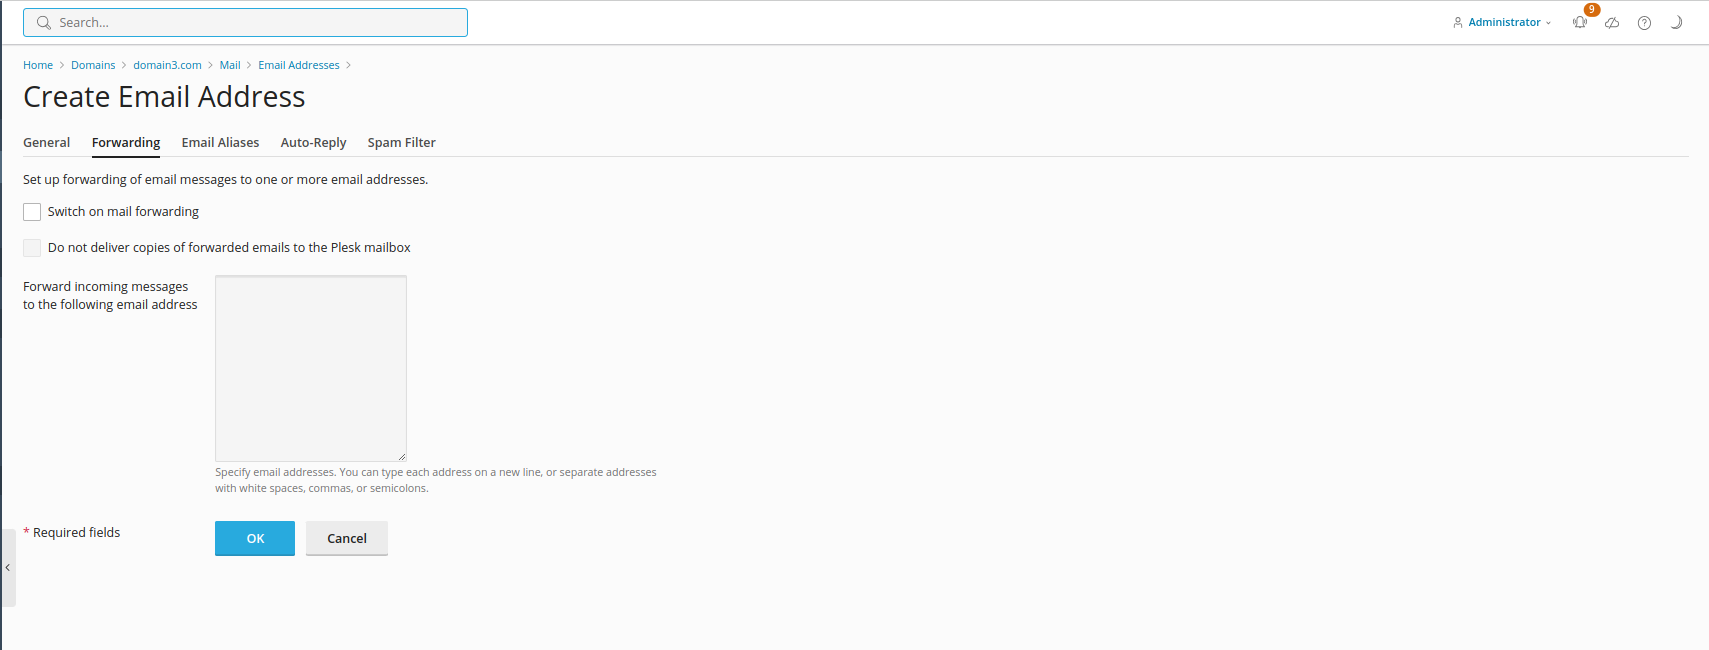 Search...
Administrator
9
Home > Domains > domain3.com > Mail > Email Addresses >
Create Email Address
General Forwarding Email Aliases Auto-Reply Spam Filter
Set up forwarding of email messages to one or more email addresses.
Switch on mail forwarding
Do not deliver copies of forwarded emails to the Plesk mailbox
Forward incoming messages
to the following email address
Specify email addresses. You can type each address on a new line, or separate addresses
with white spaces, commas, or semicolons.
* Required fields
OK
Cancel